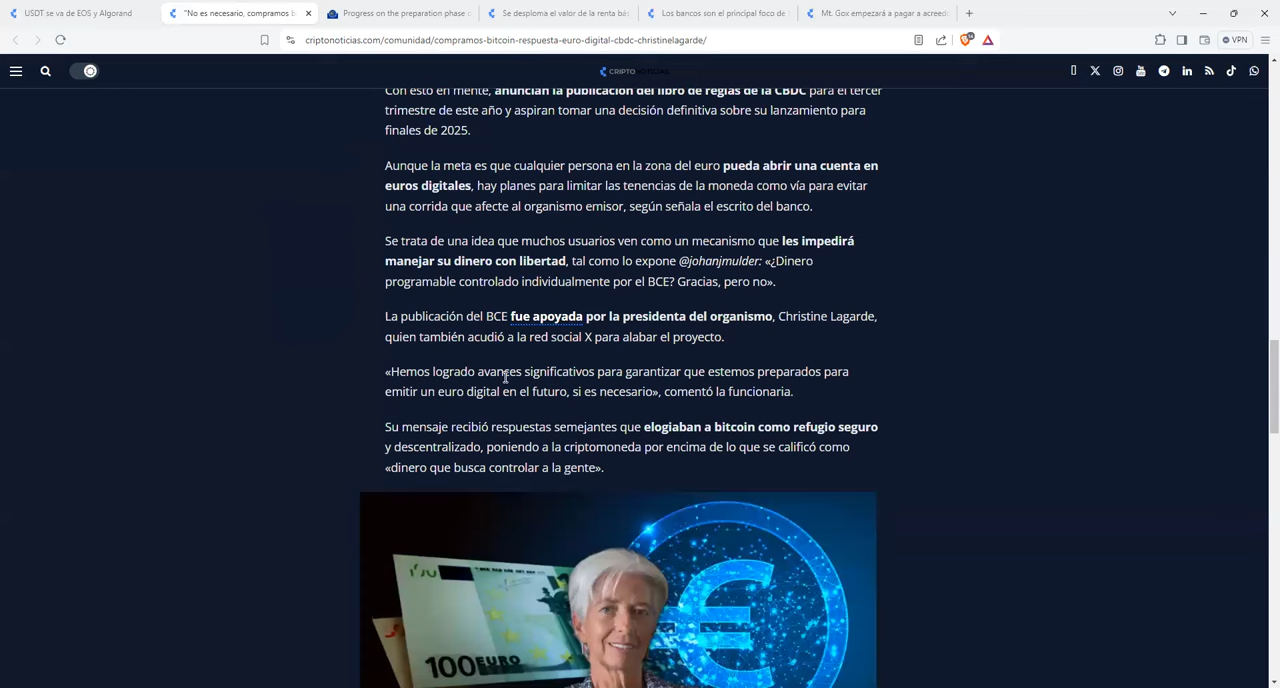 USDT se va de EOS y Algorand
"No es necesario, compramos b
Progress on the preparation phase o
Se desploma el valor de la renta bás
Los bancos son el principal foco de
Mt. Gox empezará a pagar a acreedo
criptonoticias.com/comunidad/compramos-bitcoin-respuesta-euro-digital-cbdc-christinelagarde/
VPN
CRIPTONOTICIAS
Con esto en mente, anuncian la publicación del libro de reglas de la CBDC para el tercer
trimestre de este año y aspiran tomar una decisión definitiva sobre su lanzamiento para
finales de 2025.
Aunque la meta es que cualquier persona en la zona del euro pueda abrir una cuenta en
euros digitales, hay planes para limitar las tenencias de la moneda como vía para evitar
una corrida que afecte al organismo emisor, según señala el escrito del banco.
Se trata de una idea que muchos usuarios ven como un mecanismo que les impedirá
manejar su dinero con libertad, tal como lo expone @johanjmulder: «¿Dinero
programable controlado individualmente por el BCE? Gracias, pero no».
La publicación del BCE fue apoyada por la presidenta del organismo, Christine Lagarde,
quien también acudió a la red social X para alabar el proyecto.
«Hemos logrado avances significativos para garantizar que estemos preparados para
emitir un euro digital en el futuro, si es necesario», comentó la funcionaria.
Su mensaje recibió respuestas semejantes que elogiaban a bitcoin como refugio seguro
y descentralizado, poniendo a la criptomoneda por encima de lo que se calificó como
«dinero que busca controlar a la gente».
100 EURO